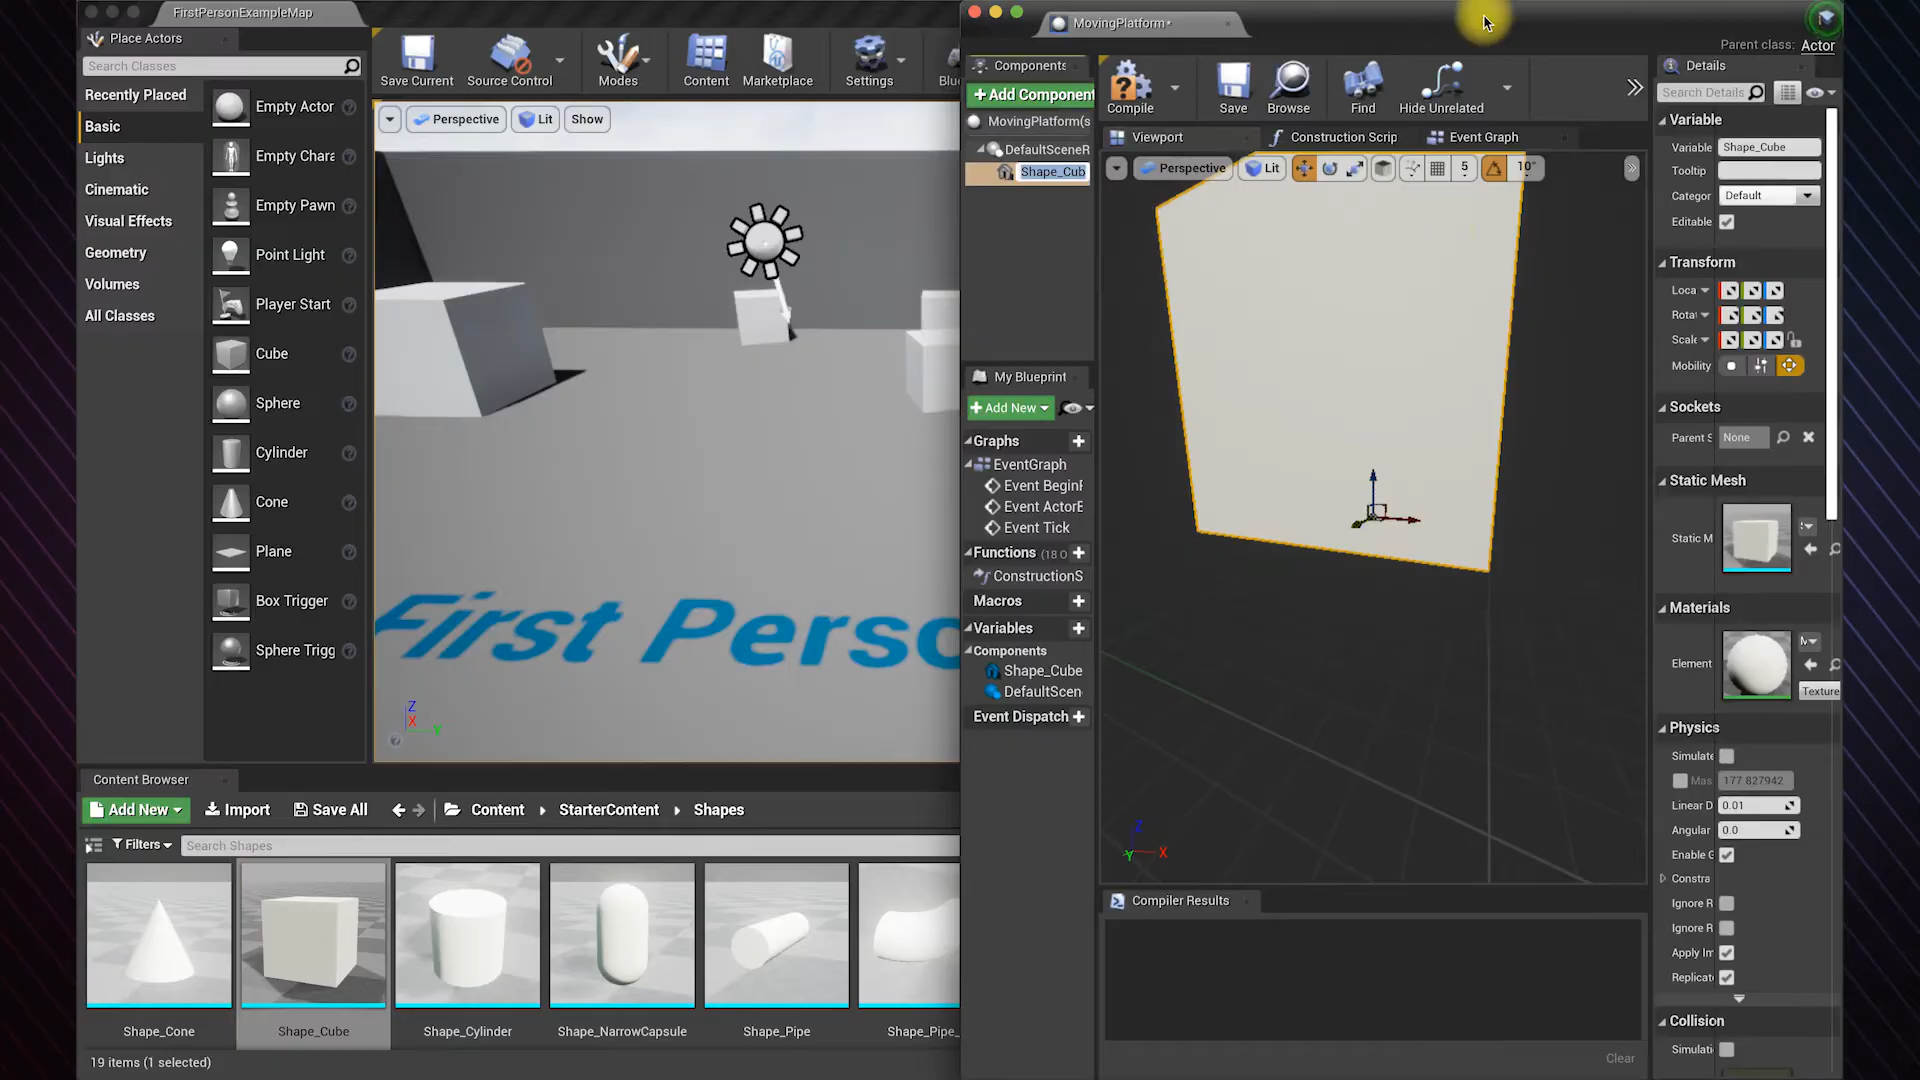 FirstPersonExampleMap
Place Actors
Search Classes
Recently Placed
Basic
Lights
Cinematic
Visual Effects
Geometry
Volumes
All Classes
Empty Actor
Empty Chara
Empty Pawn
Point Light
Player Start
Cube
Sphere
Cylinder
Cone
Plane
Box Trigger
Sphere Trigg
Save Current
Source Control
Modes
Content
Marketplace
Settings
Blu
Perspective
Lit
Show
First Perso
Z
X
Y
Content Browser
Add New
Import
Save All
Content
StarterContent
Shapes
Filters
Search Shapes
Shape_Cone
Shape_Cube
Shape_Cylinder
Shape_NarrowCapsule
Shape_Pipe
Shape_Pipe_
19 items (1 selected)
MovingPlatform*
Parent class: Actor
Components
+ Add Component
MovingPlatform(s
DefaultSceneR
Shape_Cub
My Blueprint
+ Add New
Graphs
EventGraph
Event BeginP
Event ActorB
Event Tick
Functions (18 O
ConstructionS
Macros
Variables
Components
Shape_Cube
DefaultScen
Event Dispatch
Compile
Save
Browse
Find
Hide Unrelated
Viewport
Construction Scrip
Event Graph
Perspective
Lit
5
10°
Z
Y
X
Compiler Results
Clear
Details
Search Details
Variable
Variable Shape_Cube
Tooltip
Categor Default
Editable
Transform
Loca
Rotat
Scale
Mobility
Sockets
Parent S None
Static Mesh
Static M
Materials
Element
Texture
Physics
Simulate
Mas 177.827942
Linear D 0.01
Angular 0.0
Enable G
Constra
Ignore R
Ignore R
Apply Im
Replicat
Collision
Simulati